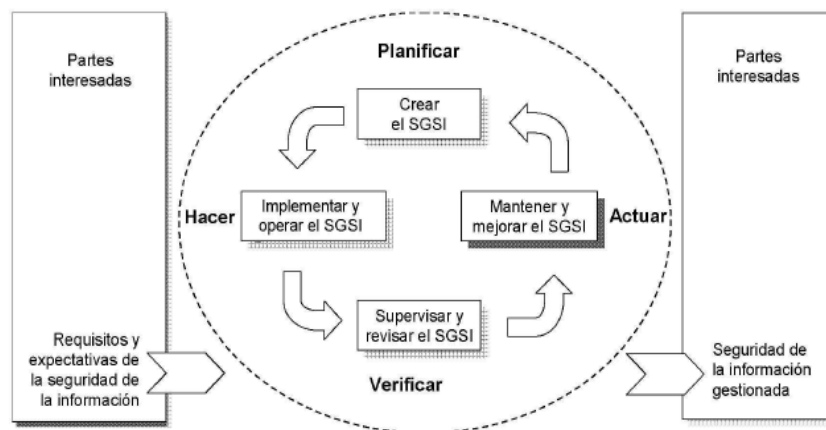 Partes
interesadas
Requisitos y
expectativas de
la seguridad de
la información
Planificar
Crear
el SGSI
Hacer
Implementar y
operar el SGSI
Mantener y
mejorar el SGSI
Actuar
Supervisar y
revisar el SGSI
Verificar
Partes
interesadas
Seguridad de
la información
gestionada